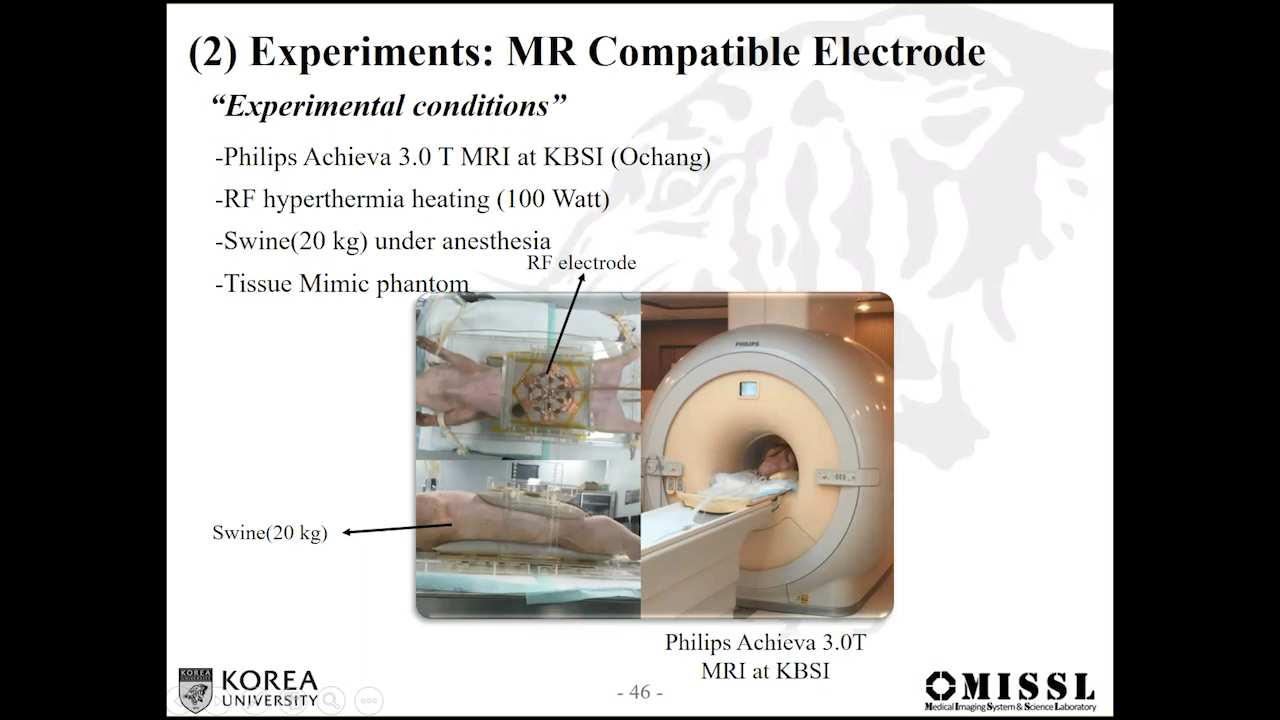 (2) Experiments: MR Compatible Electrode
“Experimental conditions”
-Philips Achieva 3.0 T MRI at KBSI (Ochang)
-RF hyperthermia heating (100 Watt)
-Swine(20 kg) under anesthesia
RF electrode
-Tissue Mimic phantom
PHILIPS
Swine(20 kg)
Philips Achieva 3.0T
MRI at KBSI
KOREA
UNIVERSITY
- 46 -
MISSL
Medical Imaging System & Science Laboratory